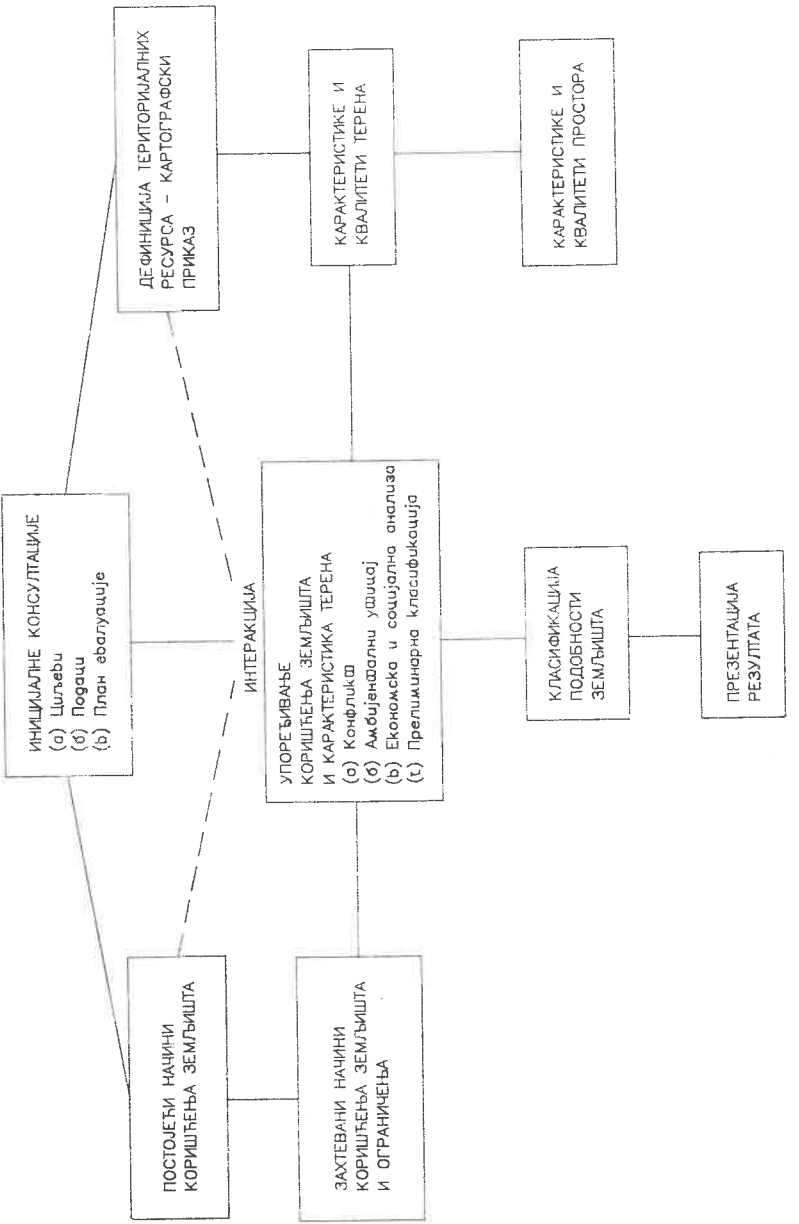 ИНИЦИЈАЛНЕ КОНСУЛТАЦИЈЕ
(а) Циљеви
(б) Подаци
(в) План евалуације
ПОСТОЈЕЋИ НАЧИНИ
КОРИШЋЕЊА ЗЕМЉИШТА
ИНТЕРАКЦИЈА
ДЕФИНИЦИЈА ТЕРИТОРИЈАЛНИХ
РЕСУРСА – КАРТОГРАФСКИ
ПРИКАЗ
ЗАХТЕВАНИ НАЧИНИ
КОРИШЋЕЊА ЗЕМЉИШТА
И ОГРАНИЧЕЊА
УПОРЕЂИВАЊЕ
КОРИШЋЕЊА ЗЕМЉИШТА
И КАРАКТЕРИСТИКА ТЕРЕНА
(а) Конфликт
(б) Амбијентални утицај
(в) Економска и социјална анализа
(г) Прелиминарна класификација
КАРАКТЕРИСТИКЕ И
КВАЛИТЕТИ ТЕРЕНА
КЛАСИФИКАЦИЈА
ПОДОБНОСТИ
ЗЕМЉИШТА
КАРАКТЕРИСТИКЕ И
КВАЛИТЕТИ ПРОСТОРА
ПРЕЗЕНТАЦИЈА
РЕЗУЛТАТА